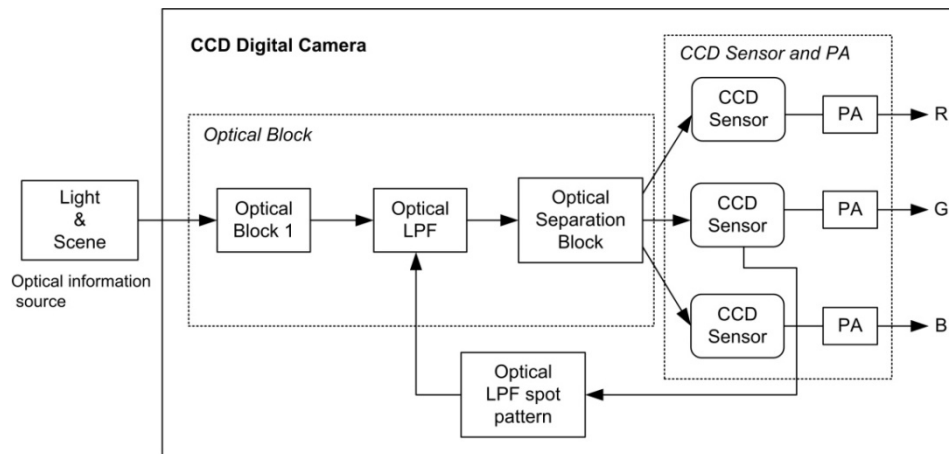 CCD Digital Camera
CCD Sensor and PA
CCD
Sensor
PA
R
Optical Block
Light
&
Scene
Optical information
source
Optical
Block 1
Optical
LPF
Optical
Separation
Block
CCD
Sensor
PA
G
CCD
Sensor
PA
B
Optical
LPF spot
pattern